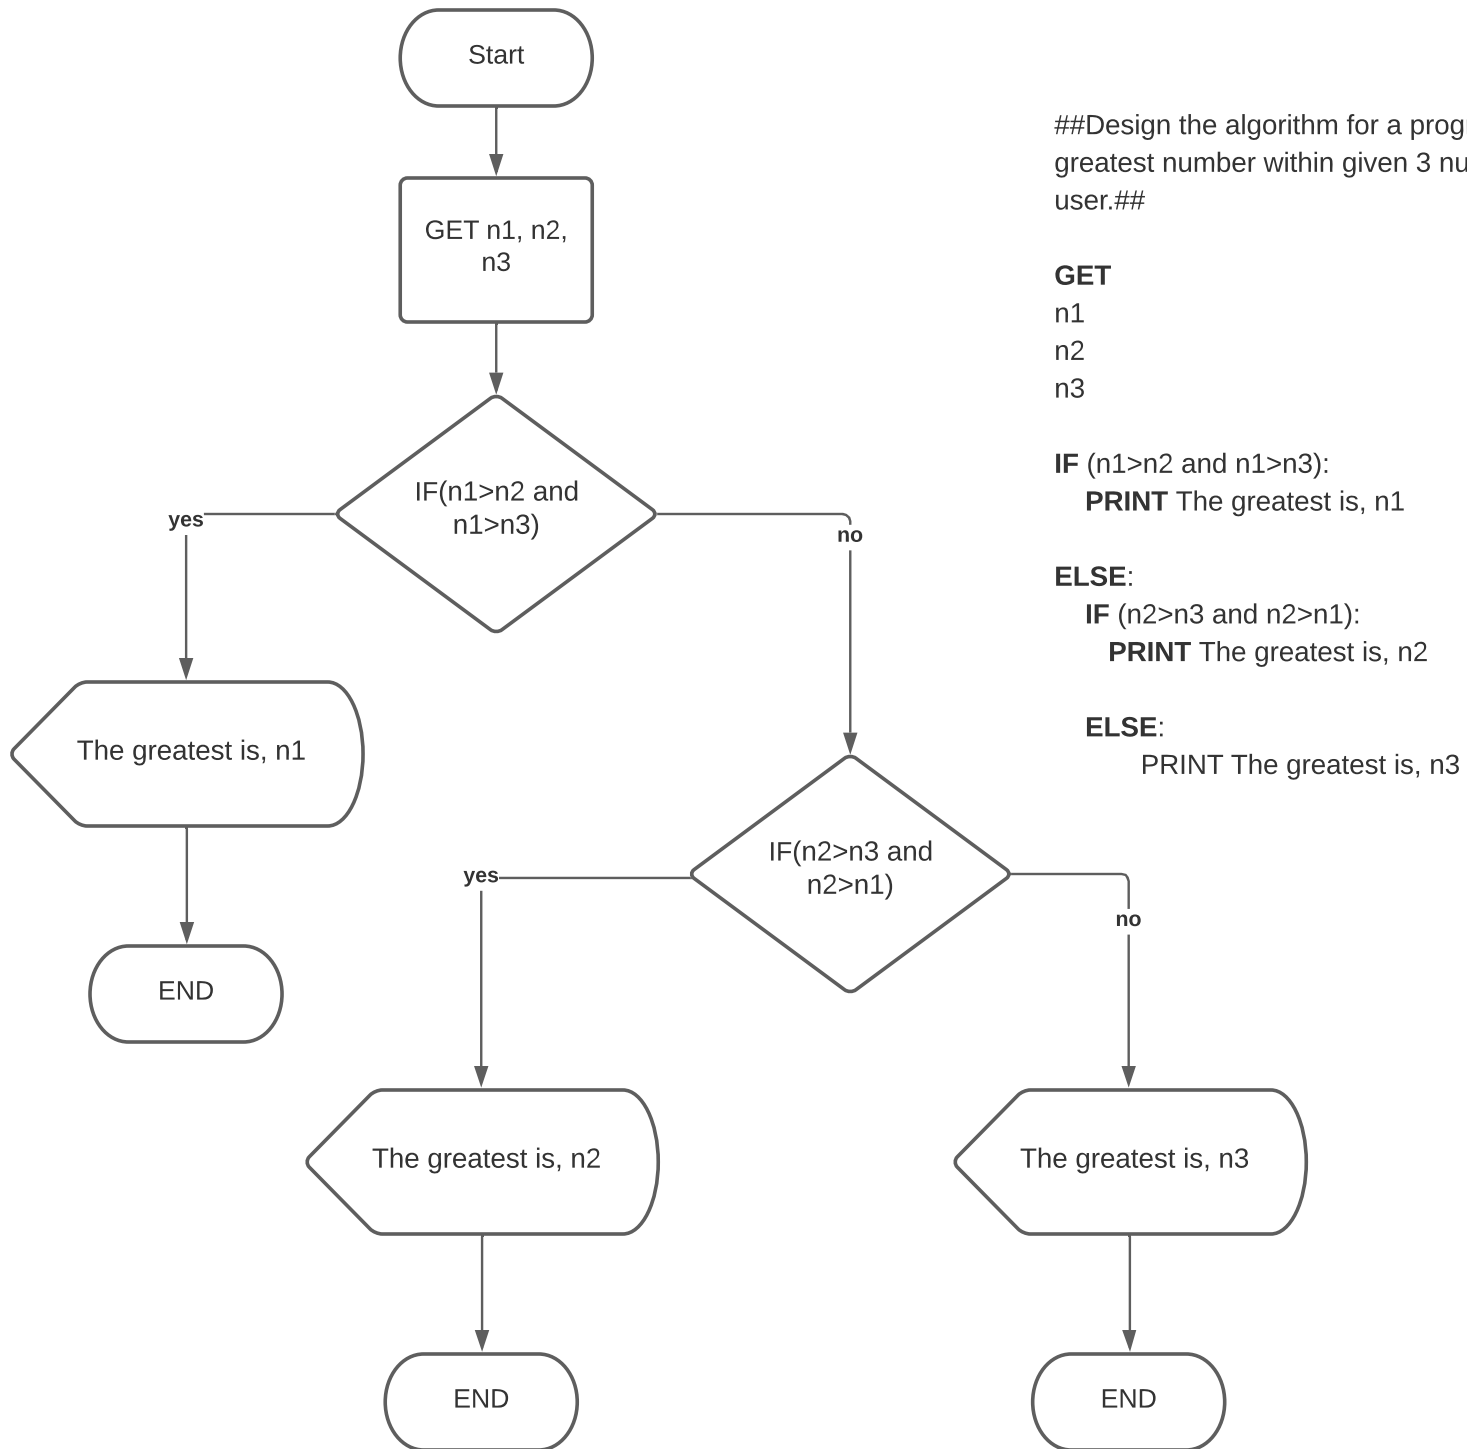 Start
GET n1, n2,
n3
IF(n1>n2 and
n1>n3)
yes
no
The greatest is, n1
END
IF(n2>n3 and
n2>n1)
yes
no
The greatest is, n2
The greatest is, n3
END
END
##Design the algorithm for a
greatest number within given 3
user.##
GET
n1
n2
n3
IF (n1>n2 and n1>n3):
PRINT The greatest is, n1
ELSE:
IF (n2>n3 and n2>n1):
PRINT The greatest is, n2
ELSE:
PRINT The greatest is, n3